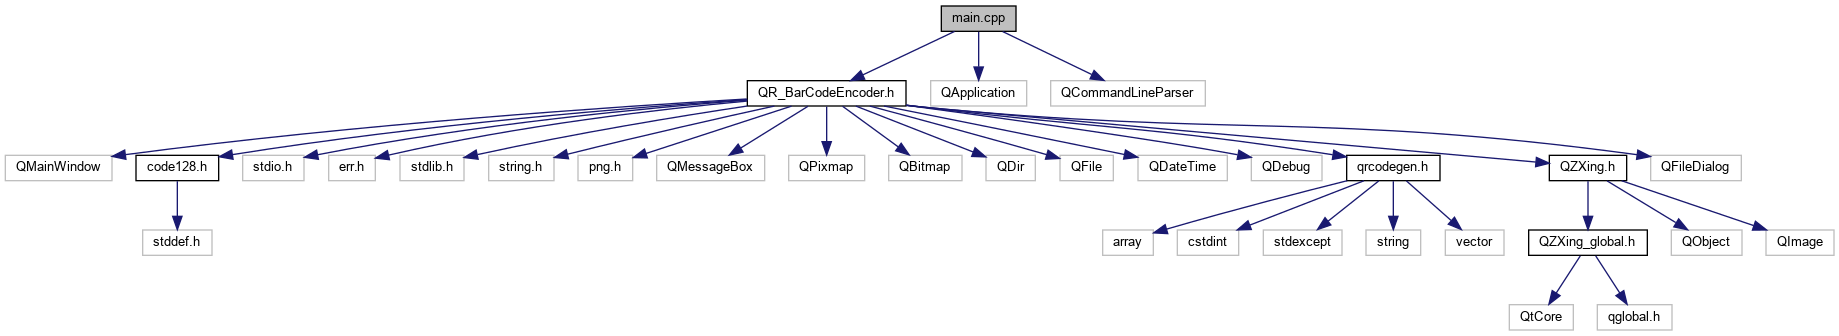 main.cpp
QR_BarCodeEncoder.h
QApplication
QCommandLineParser
QMainWindow
code128.h
stdio.h
err.h
stdlib.h
string.h
png.h
QMessageBox
QPixmap
QBitmap
QDir
QFile
QDateTime
QDebug
qrcodegen.h
QZXing.h
QFileDialog
stddef.h
array
cstdint
stdexcept
string
vector
QZXing_global.h
QObject
QImage
QtCore
qglobal.h